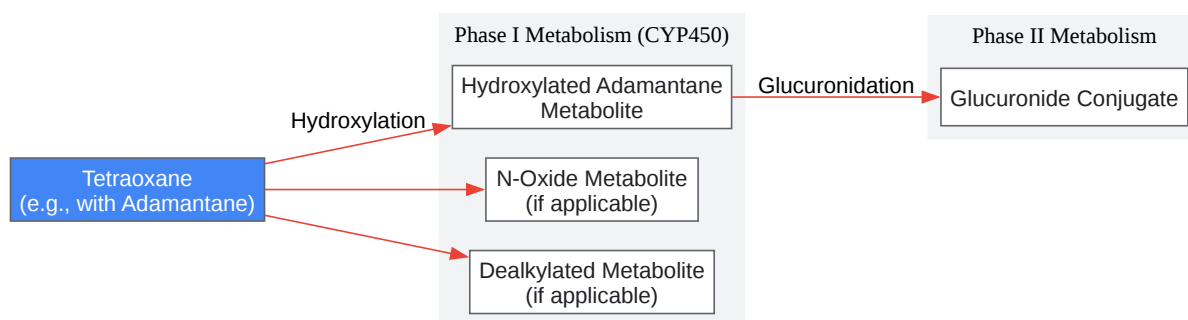 Phase I Metabolism (CYP450)
Phase II Metabolism
Hydroxylated Adamantane
Metabolite
Glucuronidation
Glucuronide Conjugate
Hydroxylation
Tetraoxane
(e.g., with Adamantane)
N-Oxide Metabolite
(if applicable)
Dealkylated Metabolite
(if applicable)